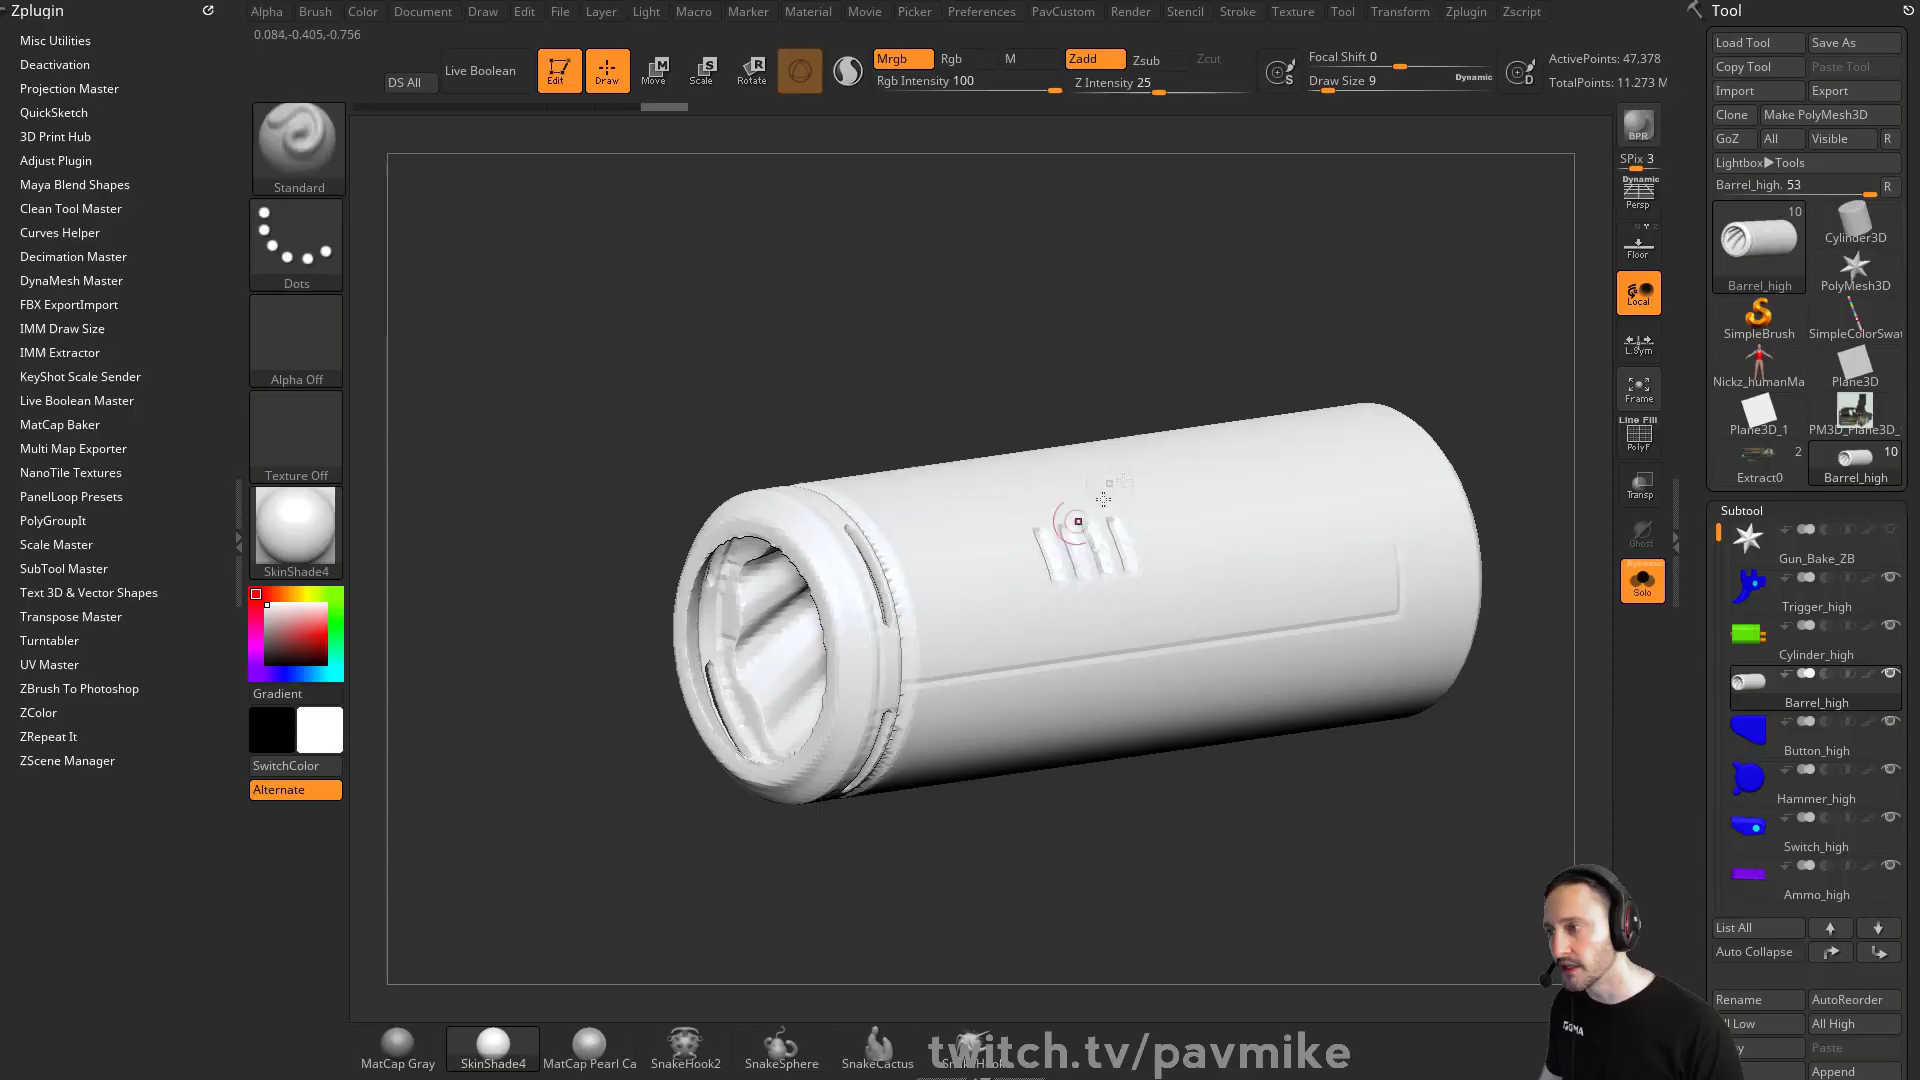 Zplugin
Alpha Brush Color Document Draw Edit File Layer Light Macro Marker Material Movie Picker Preferences PavCustom Render Stencil Stroke Texture Tool Transform Zplugin Zscript
Tool
0.084,-0.405,-0.756
DS All
Live Boolean
Edit
Draw
Move
Scale
Rotate
Mrgb Rgb M
Rgb Intensity 100
Zadd Zsub Zcut
Z Intensity 25
Focal Shift 0
Draw Size 9
Dynamic
ActivePoints: 47,378
TotalPoints: 11.273 M
Misc Utilities
Deactivation
Projection Master
QuickSketch
3D Print Hub
Adjust Plugin
Maya Blend Shapes
Clean Tool Master
Curves Helper
Decimation Master
DynaMesh Master
FBX ExportImport
IMM Draw Size
IMM Extractor
KeyShot Scale Sender
Live Boolean Master
MatCap Baker
Multi Map Exporter
NanoTile Textures
PanelLoop Presets
PolyGroupIt
Scale Master
SubTool Master
Text 3D & Vector Shapes
Transpose Master
Turntabler
UV Master
ZBrush To Photoshop
ZColor
ZRepeat It
ZScene Manager
Standard
Dots
Alpha Off
Texture Off
SkinShade4
Gradient
SwitchColor
Alternate
BPR
SPix 3
Dynamic
Persp
Floor
Local
L.Sym
Frame
Line Fill
PolyF
Transp
Ghost
Dynamic
Solo
Load Tool Save As
Copy Tool Paste Tool
Import Export
Clone Make PolyMesh3D
GoZ All Visible R
Lightbox▶Tools
Barrel_high. 53 R
10
Barrel_high
Cylinder3D
PolyMesh3D
SimpleBrush
SimpleColorSwat
Nickz_humanMa
Plane3D
Plane3D_1
PM3D_Plane3D_
2
Extract0
10
Barrel_high
Subtool
Gun_Bake_ZB
Trigger_high
Cylinder_high
Barrel_high
Button_high
Hammer_high
Switch_high
Ammo_high
List All
Auto Collapse
Rename AutoReorder
All High
Paste
Append
MatCap Gray
SkinShade4
MatCap Pearl Ca
SnakeHook2
SnakeSphere
SnakeCactus
twitch.tv/pavmike